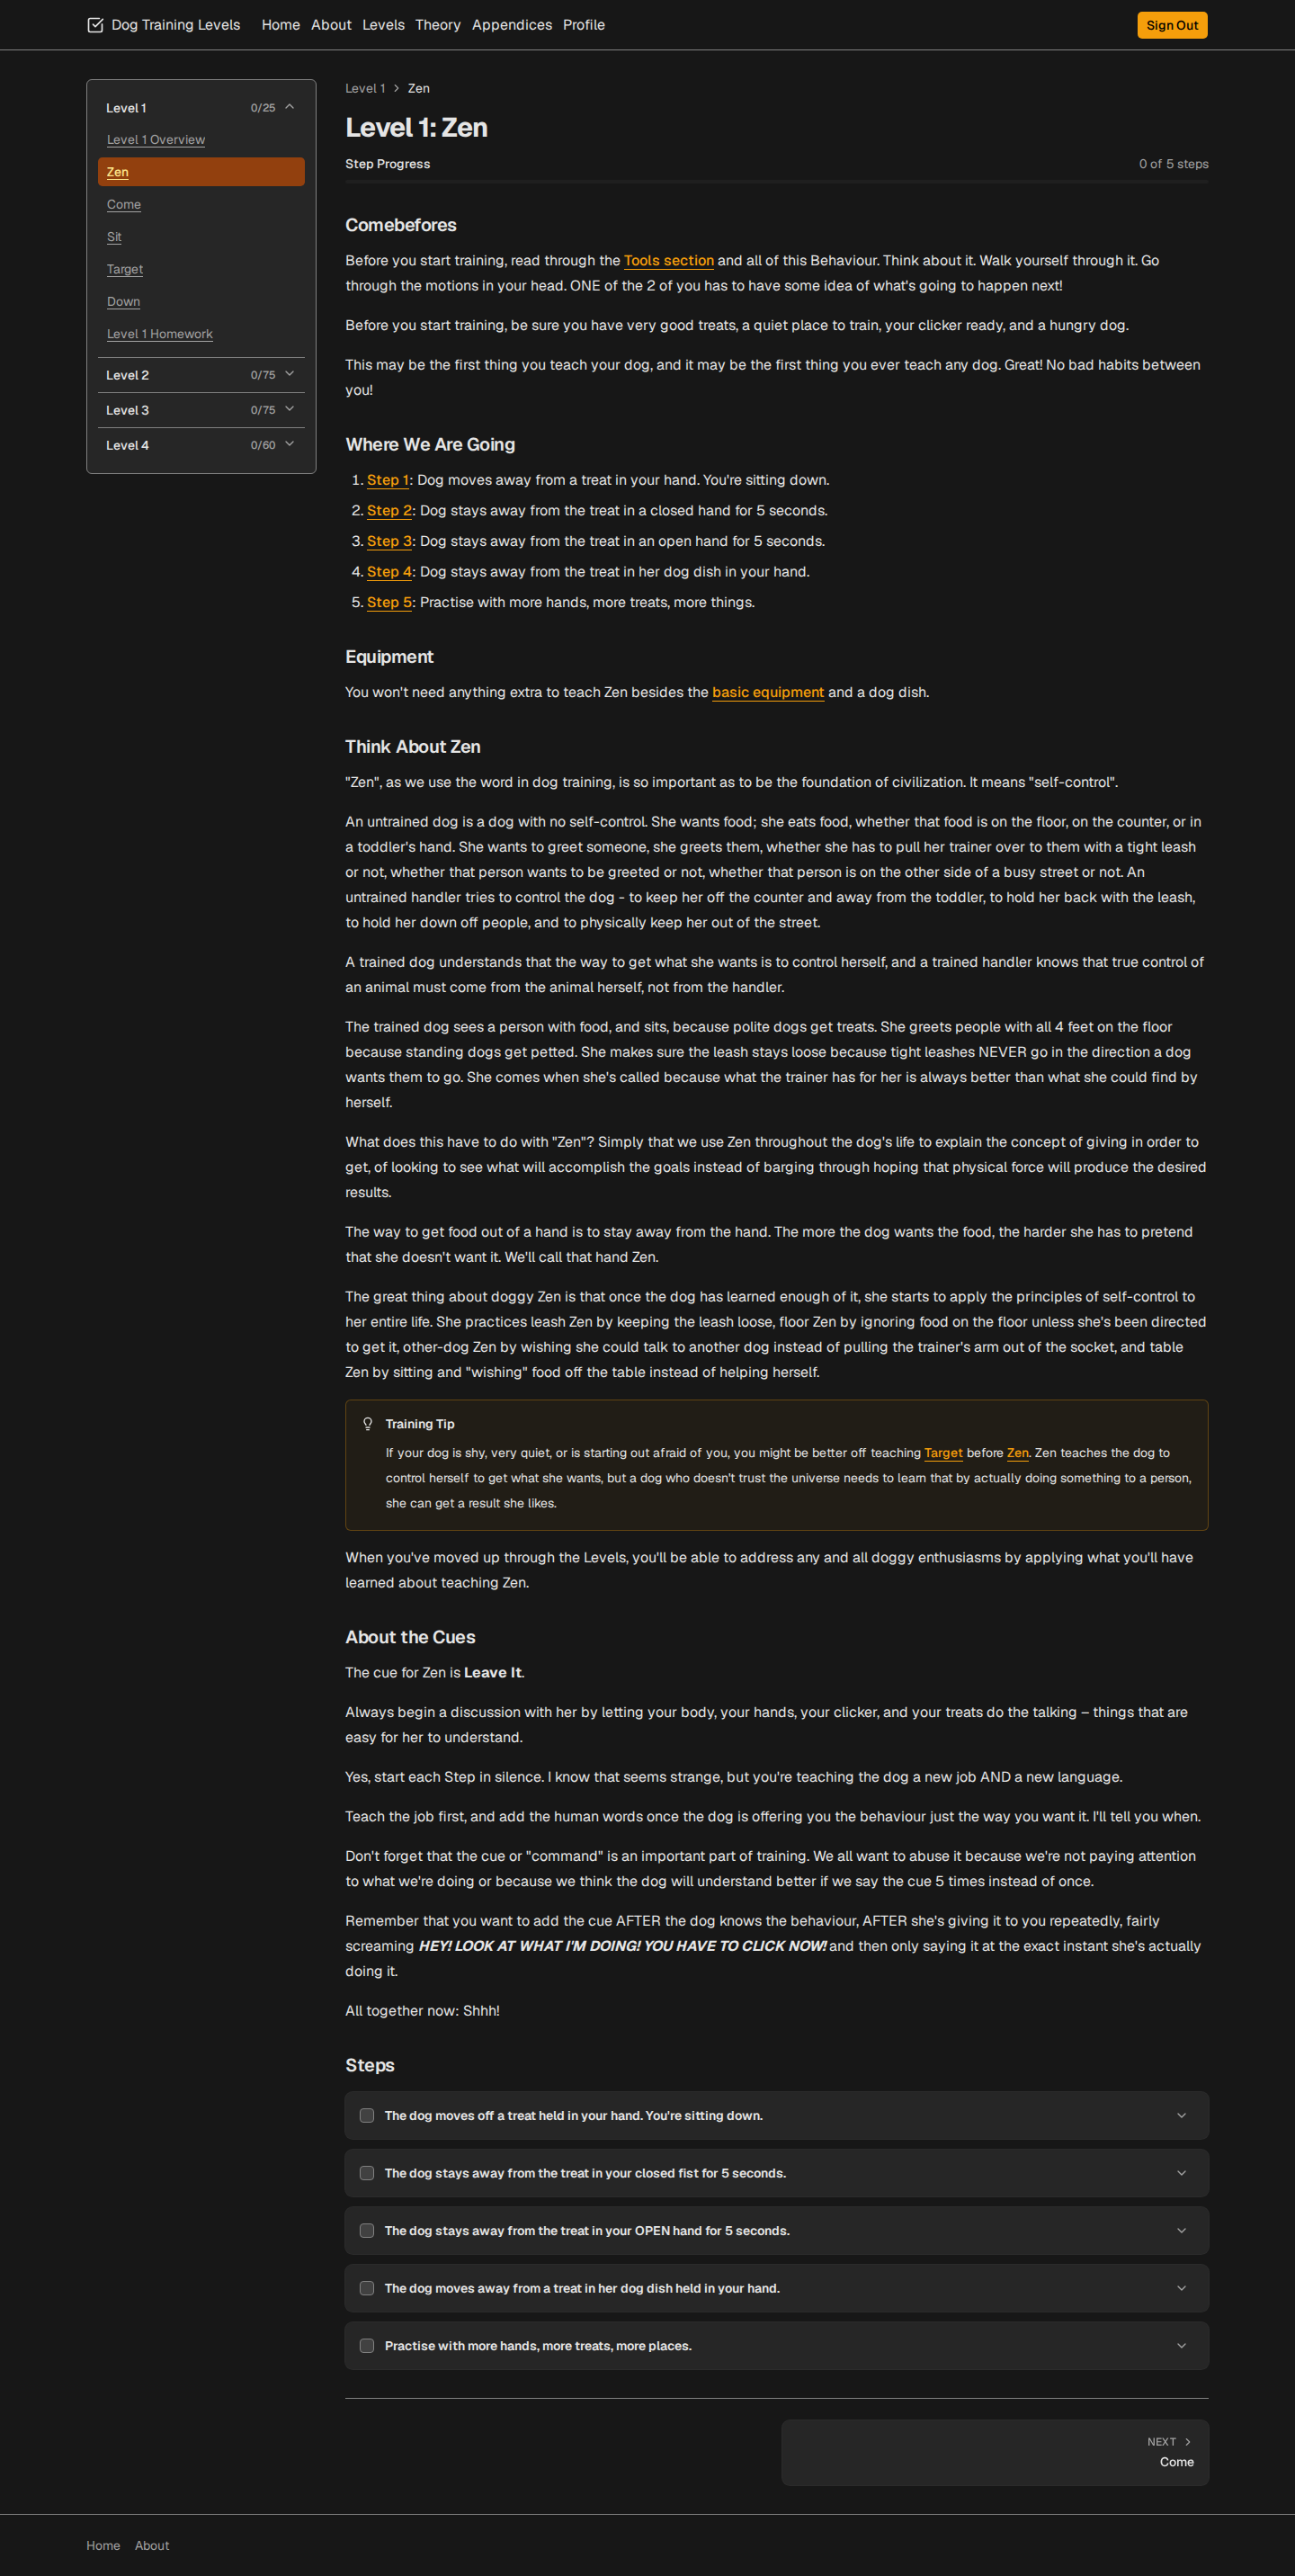 Dog Training Levels Home About Levels Theory Appendices Profile Sign Out
Level 1 0/25
Level 1 Overview
Zen
Come
Sit
Target
Down
Level 1 Homework
Level 2 0/75
Level 3 0/75
Level 4 0/60
Level 1 > Zen
Level 1: Zen
Step Progress 0 of 5 steps
Comebefores
Before you start training, read through the Tools section and all of this Behaviour. Think about it. Walk yourself through it. Go
through the motions in your head. ONE of the 2 of you has to have some idea of what's going to happen next!
Before you start training, be sure you have very good treats, a quiet place to train, your clicker ready, and a hungry dog.
This may be the first thing you teach your dog, and it may be the first thing you ever teach any dog. Great! No bad habits between
you!
Where We Are Going
1. Step 1: Dog moves away from a treat in your hand. You're sitting down.
2. Step 2: Dog stays away from the treat in a closed hand for 5 seconds.
3. Step 3: Dog stays away from the treat in an open hand for 5 seconds.
4. Step 4: Dog stays away from the treat in her dog dish in your hand.
5. Step 5: Practise with more hands, more treats, more things.
Equipment
You won't need anything extra to teach Zen besides the basic equipment and a dog dish.
Think About Zen
"Zen", as we use the word in dog training, is so important as to be the foundation of civilization. It means "self-control".
An untrained dog is a dog with no self-control. She wants food; she eats food, whether that food is on the floor, on the counter, or in
a toddler's hand. She wants to greet someone, she greets them, whether she has to pull her trainer over to them with a tight leash
or not, whether that person wants to be greeted or not, whether that person is on the other side of a busy street or not. An
untrained handler tries to control the dog - to keep her off the counter and away from the toddler, to hold her back with the leash,
to hold her down off people, and to physically keep her out of the street.
A trained dog understands that the way to get what she wants is to control herself, and a trained handler knows that true control of
an animal must come from the animal herself, not from the handler.
The trained dog sees a person with food, and sits, because polite dogs get treats. She greets people with all 4 feet on the floor
because standing dogs get petted. She makes sure the leash stays loose because tight leashes NEVER go in the direction a dog
wants them to go. She comes when she's called because what the trainer has for her is always better than what she could find by
herself.
What does this have to do with "Zen"? Simply that we use Zen throughout the dog's life to explain the concept of giving in order to
get, of looking to see what will accomplish the goals instead of barging through hoping that physical force will produce the desired
results.
The way to get food out of a hand is to stay away from the hand. The more the dog wants the food, the harder she has to pretend
that she doesn't want it. We'll call that hand Zen.
The great thing about doggy Zen is that once the dog has learned enough of it, she starts to apply the principles of self-control to
her entire life. She practices leash Zen by keeping the leash loose, floor Zen by ignoring food on the floor unless she's been directed
to get it, other-dog Zen by wishing she could talk to another dog instead of pulling the trainer's arm out of the socket, and table
Zen by sitting and "wishing" food off the table instead of helping herself.
Training Tip
If your dog is shy, very quiet, or is starting out afraid of you, you might be better off teaching Target before Zen. Zen teaches the dog to
control herself to get what she wants, but a dog who doesn't trust the universe needs to learn that by actually doing something to a person,
she can get a result she likes.
When you've moved up through the Levels, you'll be able to address any and all doggy enthusiasms by applying what you'll have
learned about teaching Zen.
About the Cues
The cue for Zen is Leave It.
Always begin a discussion with her by letting your body, your hands, your clicker, and your treats do the talking – things that are
easy for her to understand.
Yes, start each Step in silence. I know that seems strange, but you're teaching the dog a new job AND a new language.
Teach the job first, and add the human words once the dog is offering you the behaviour just the way you want it. I'll tell you when.
Don't forget that the cue or "command" is an important part of training. We all want to abuse it because we're not paying attention
to what we're doing or because we think the dog will understand better if we say the cue 5 times instead of once.
Remember that you want to add the cue AFTER the dog knows the behaviour, AFTER she's giving it to you repeatedly, fairly
screaming HEY! LOOK AT WHAT I'M DOING! YOU HAVE TO CLICK NOW! and then only saying it at the exact instant she's actually
doing it.
All together now: Shhh!
Steps
The dog moves off a treat held in your hand. You're sitting down.
The dog stays away from the treat in your closed fist for 5 seconds.
The dog stays away from the treat in your OPEN hand for 5 seconds.
The dog moves away from a treat in her dog dish held in your hand.
Practise with more hands, more treats, more places.
NEXT >
Come
Home About